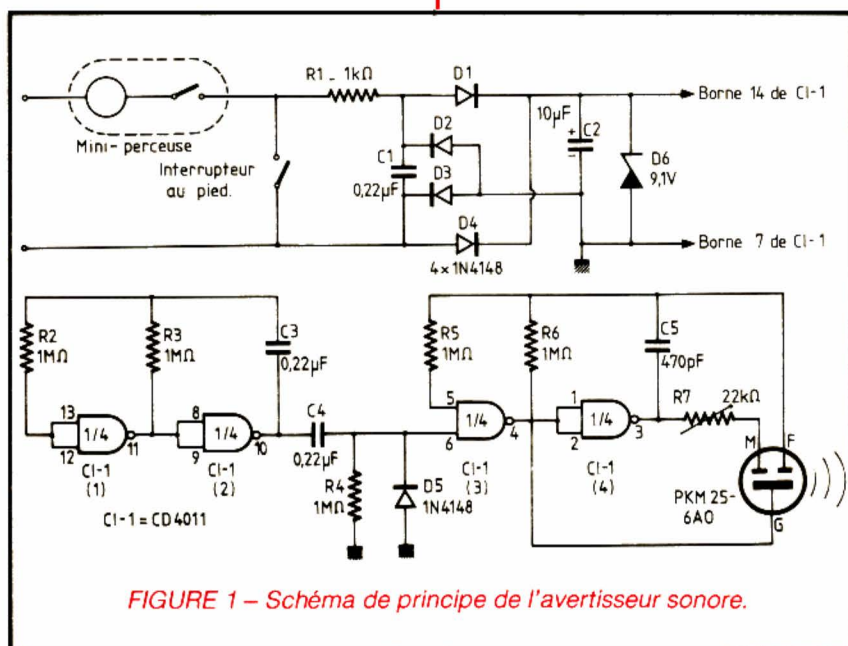 R1 - 1kΩ
D1
Borne 14 de CI-1
Mini-perceuse
Interrupteur
au pied.
C1
0,22µF
D2
D3
10µF
+
-
C2
D6
9,1V
D4
4x1N4148
Borne 7 de CI-1
R2
1MΩ
R3
1MΩ
C3
0,22µF
13
12
1/4
11
CI-1
(1)
8
9
1/4
10
CI-1
(2)
C4
0,22µF
R4
1MΩ
D5
1N4148
CI-1 = CD4011
R5
1MΩ
R6
1MΩ
C5
470pF
5
6
1/4
4
CI-1
(3)
1
2
1/4
3
CI-1
(4)
R7
22kΩ
M
F
G
PKM 25-
6AO
FIGURE 1 – Schéma de principe de l'avertisseur sonore.